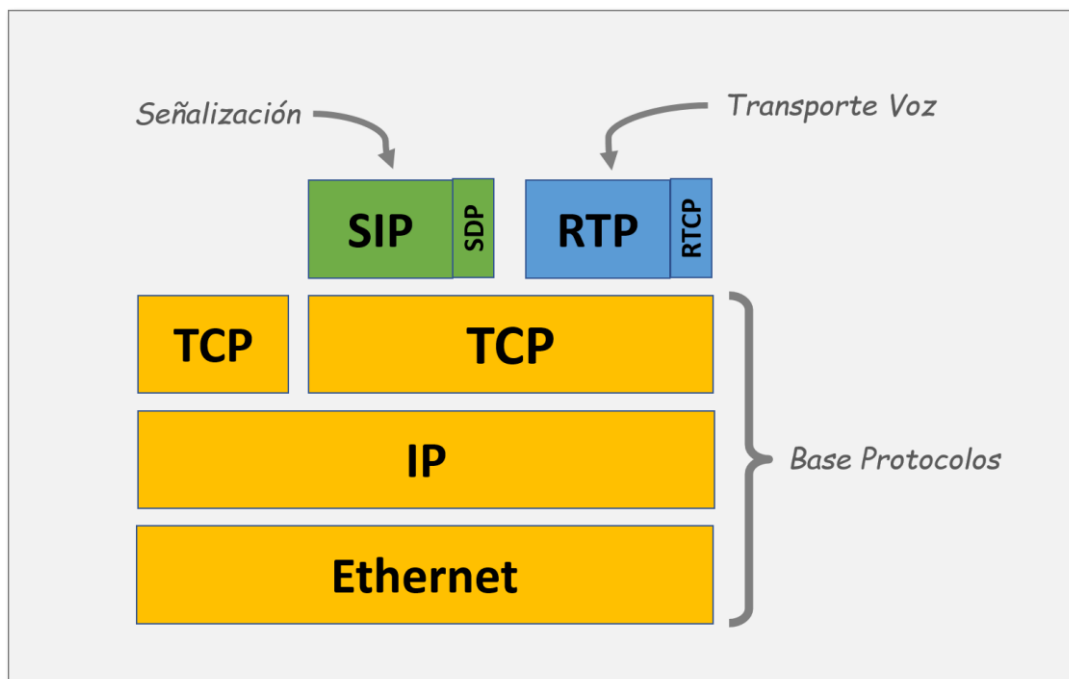 Señalización
Transporte Voz
SIP
SDP
RTP
RTCP
TCP
TCP
IP
Base Protocolos
Ethernet